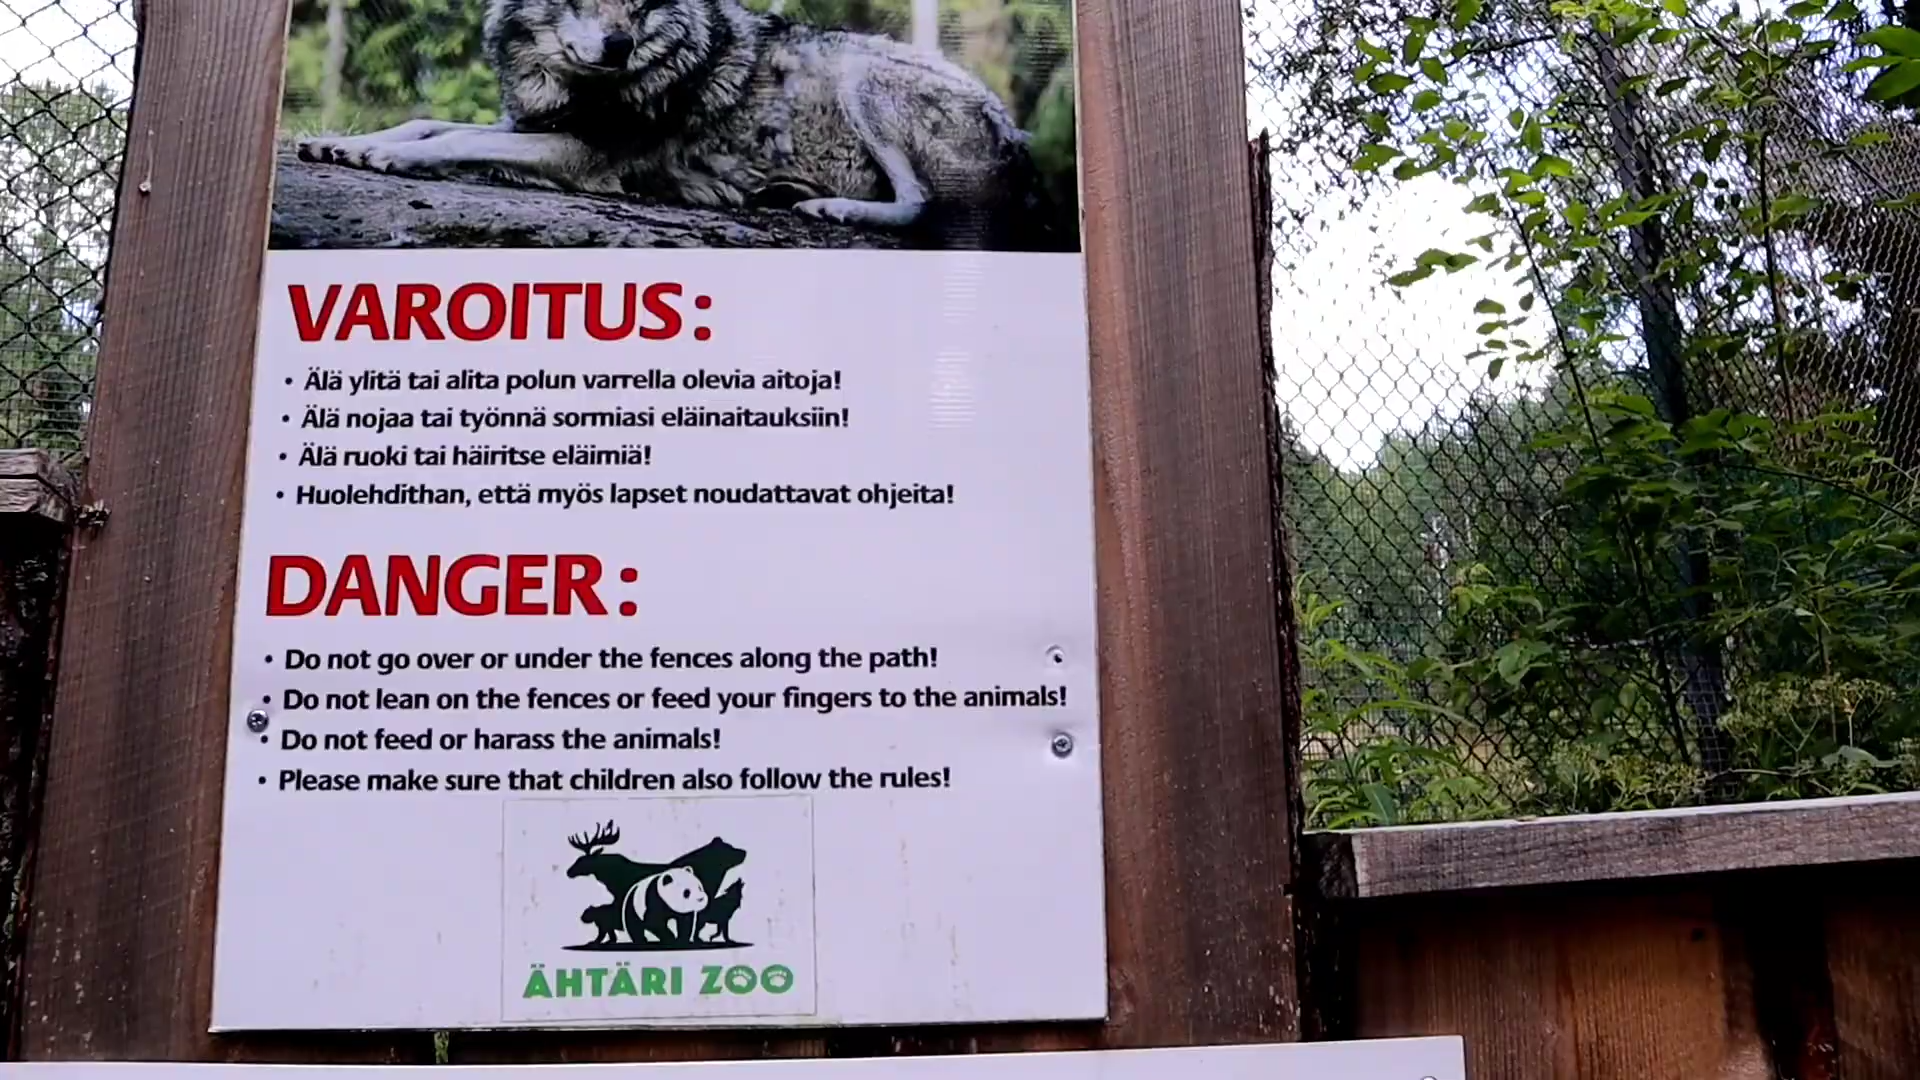 VAROITUS:
• Älä ylitä tai alita polun varrella olevia aitoja!
• Älä nojaa tai työnnä sormiasi eläinaitauksiin!
• Älä ruoki tai häiritse eläimiä!
• Huolehdithan, että myös lapset noudattavat ohjeita!
DANGER:
• Do not go over or under the fences along the path!
• Do not lean on the fences or feed your fingers to the animals!
• Do not feed or harass the animals!
• Please make sure that children also follow the rules!
ÄHTÄRI ZOO